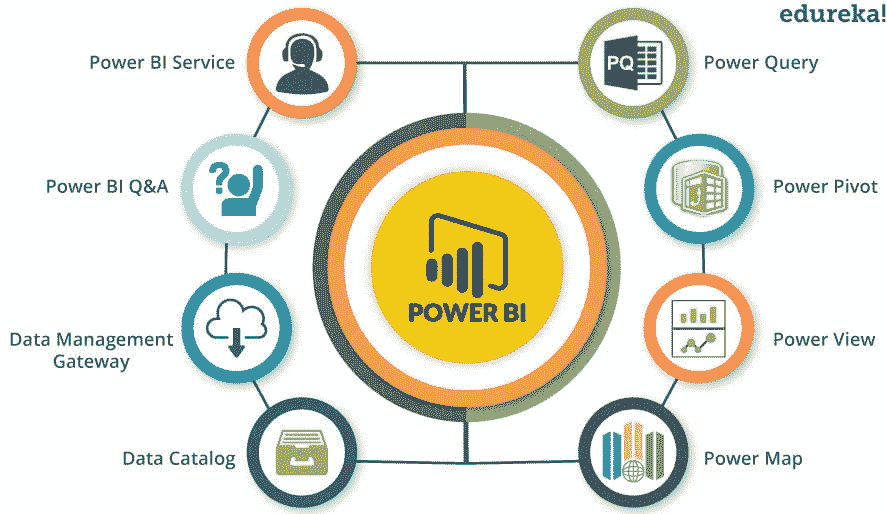 edureka!
Power BI Service
Power Query
PQ
Power BI Q&A
Power Pivot
POWER BI
Data Management
Gateway
Power View
Data Catalog
Power Map